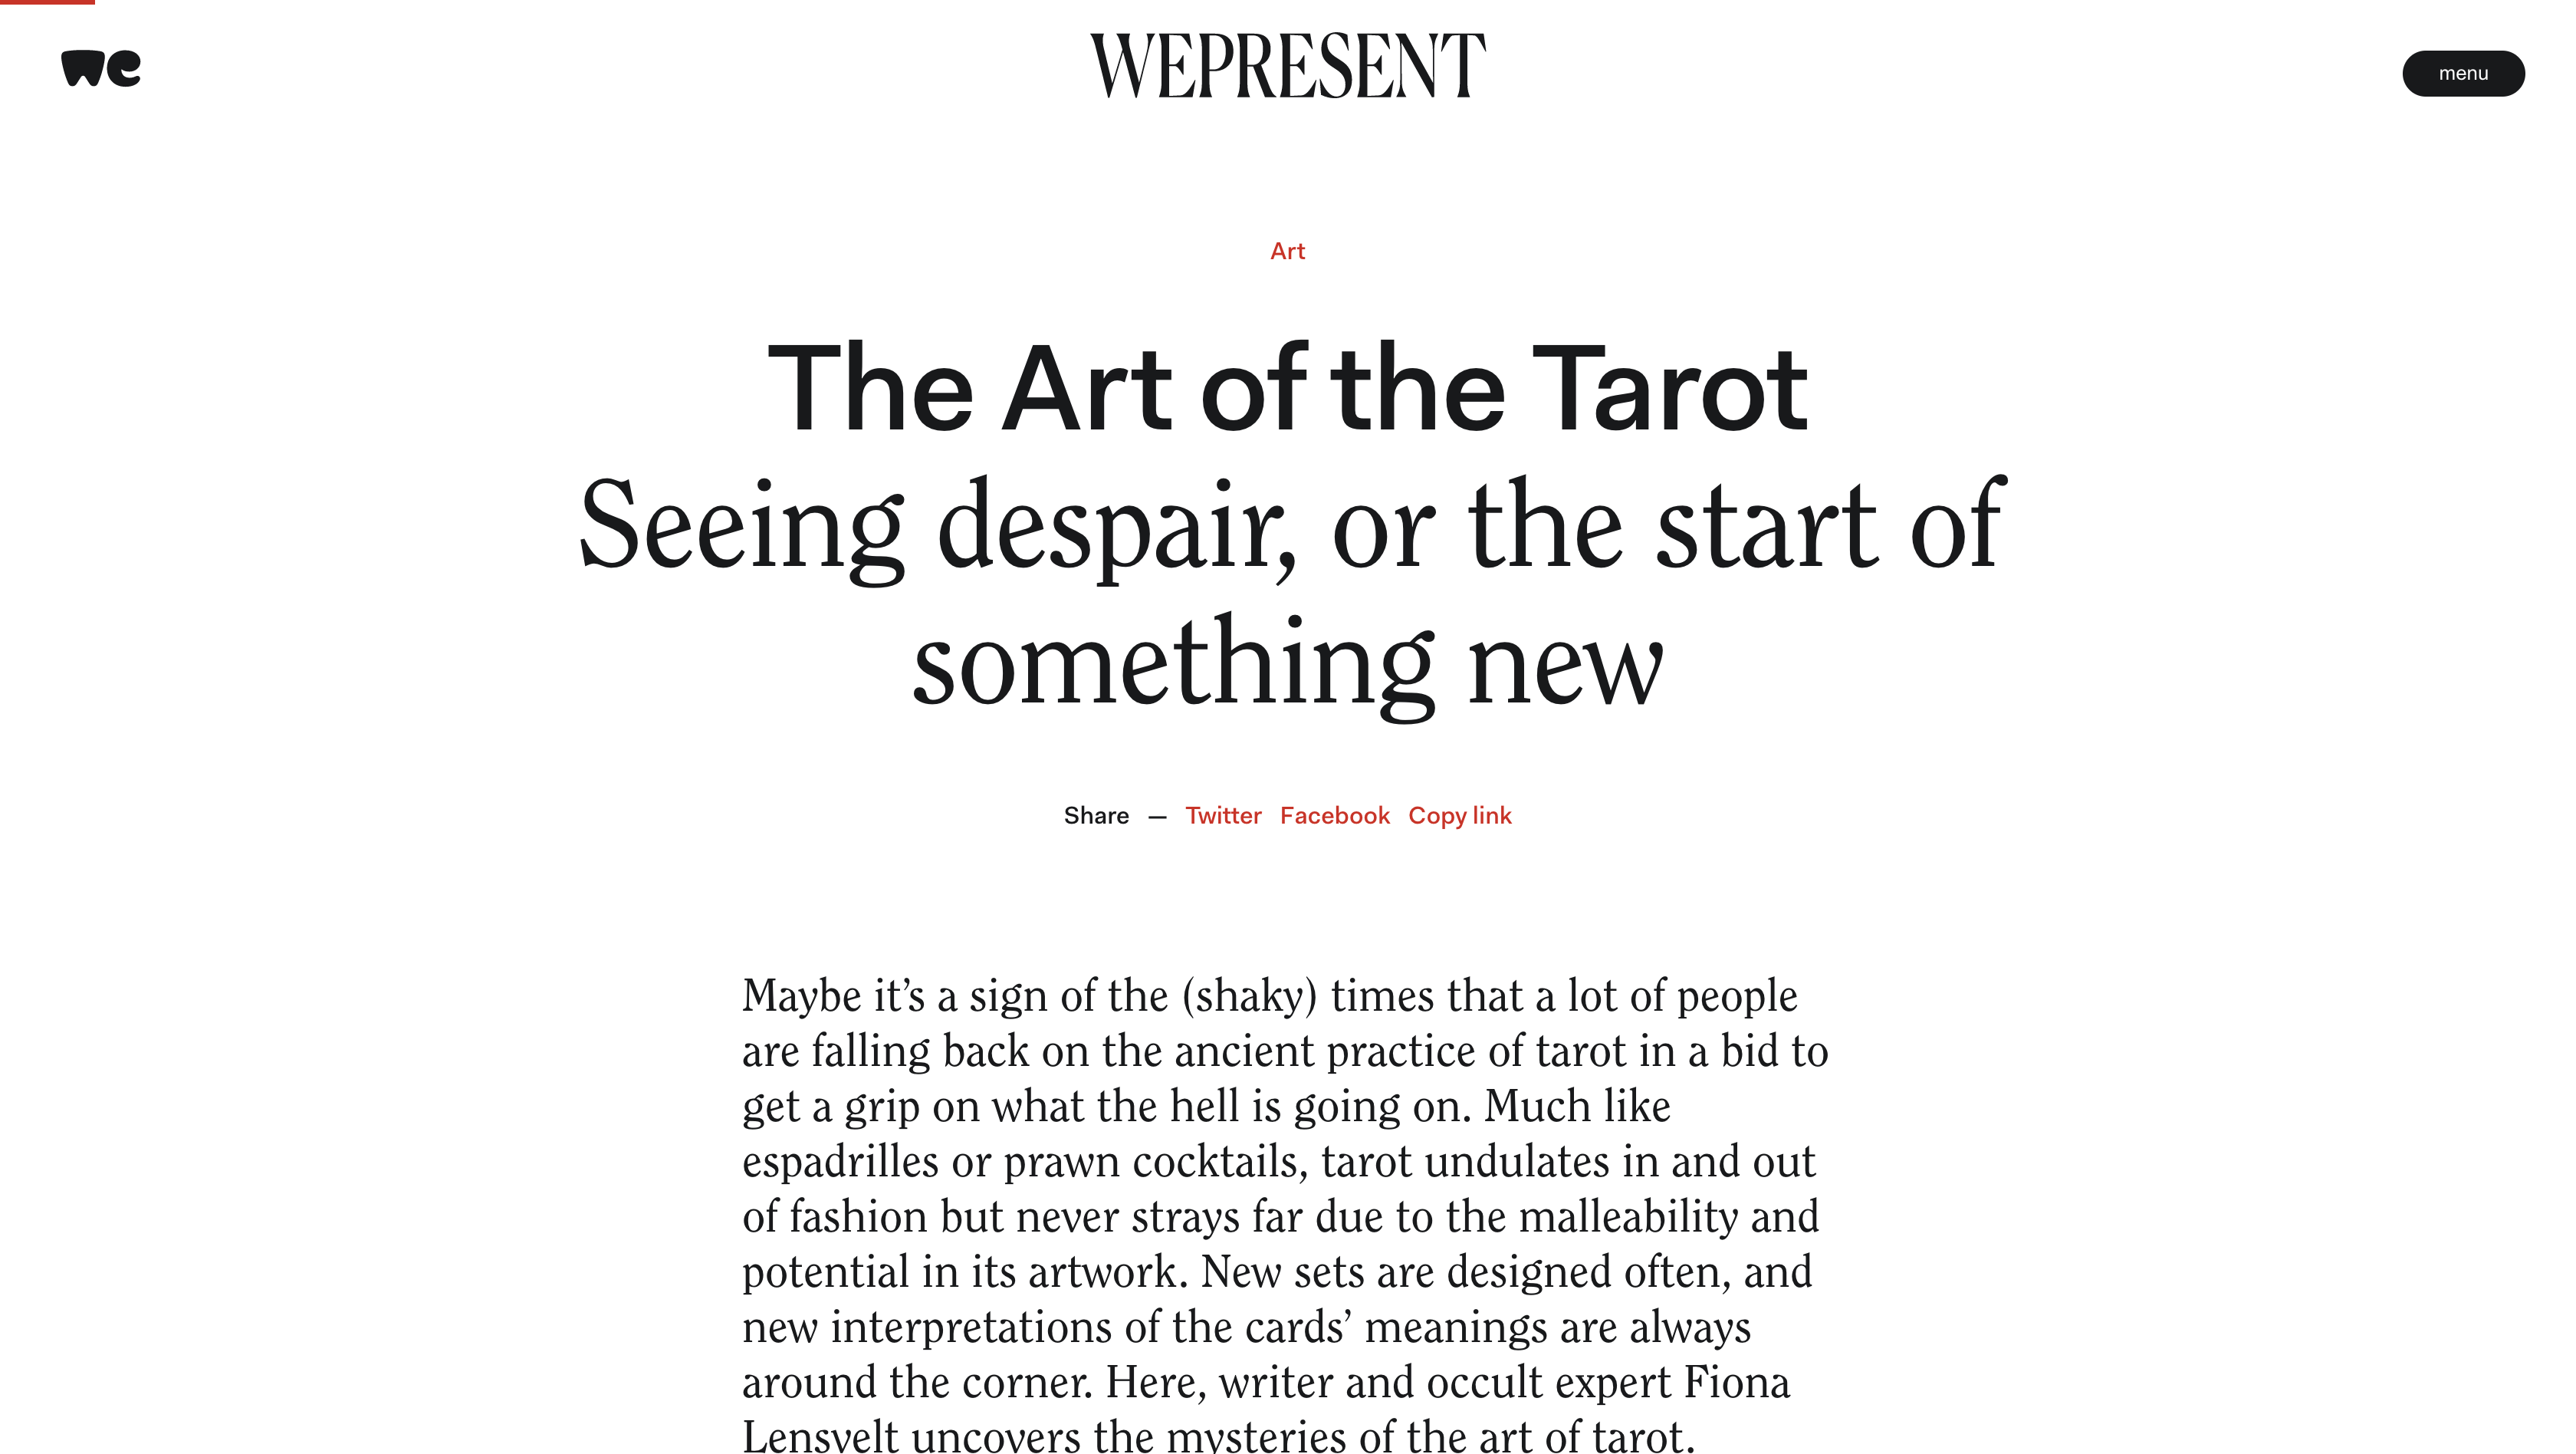 we
WEPRESENT
menu
Art
The Art of the Tarot
Seeing despair, or the start of
something new
Share — Twitter Facebook Copy link
Maybe it’s a sign of the (shaky) times that a lot of people
are falling back on the ancient practice of tarot in a bid to
get a grip on what the hell is going on. Much like
espadrilles or prawn cocktails, tarot undulates in and out
of fashion but never strays far due to the malleability and
potential in its artwork. New sets are designed often, and
new interpretations of the cards’ meanings are always
around the corner. Here, writer and occult expert Fiona
Lensvelt uncovers the mysteries of the art of tarot.